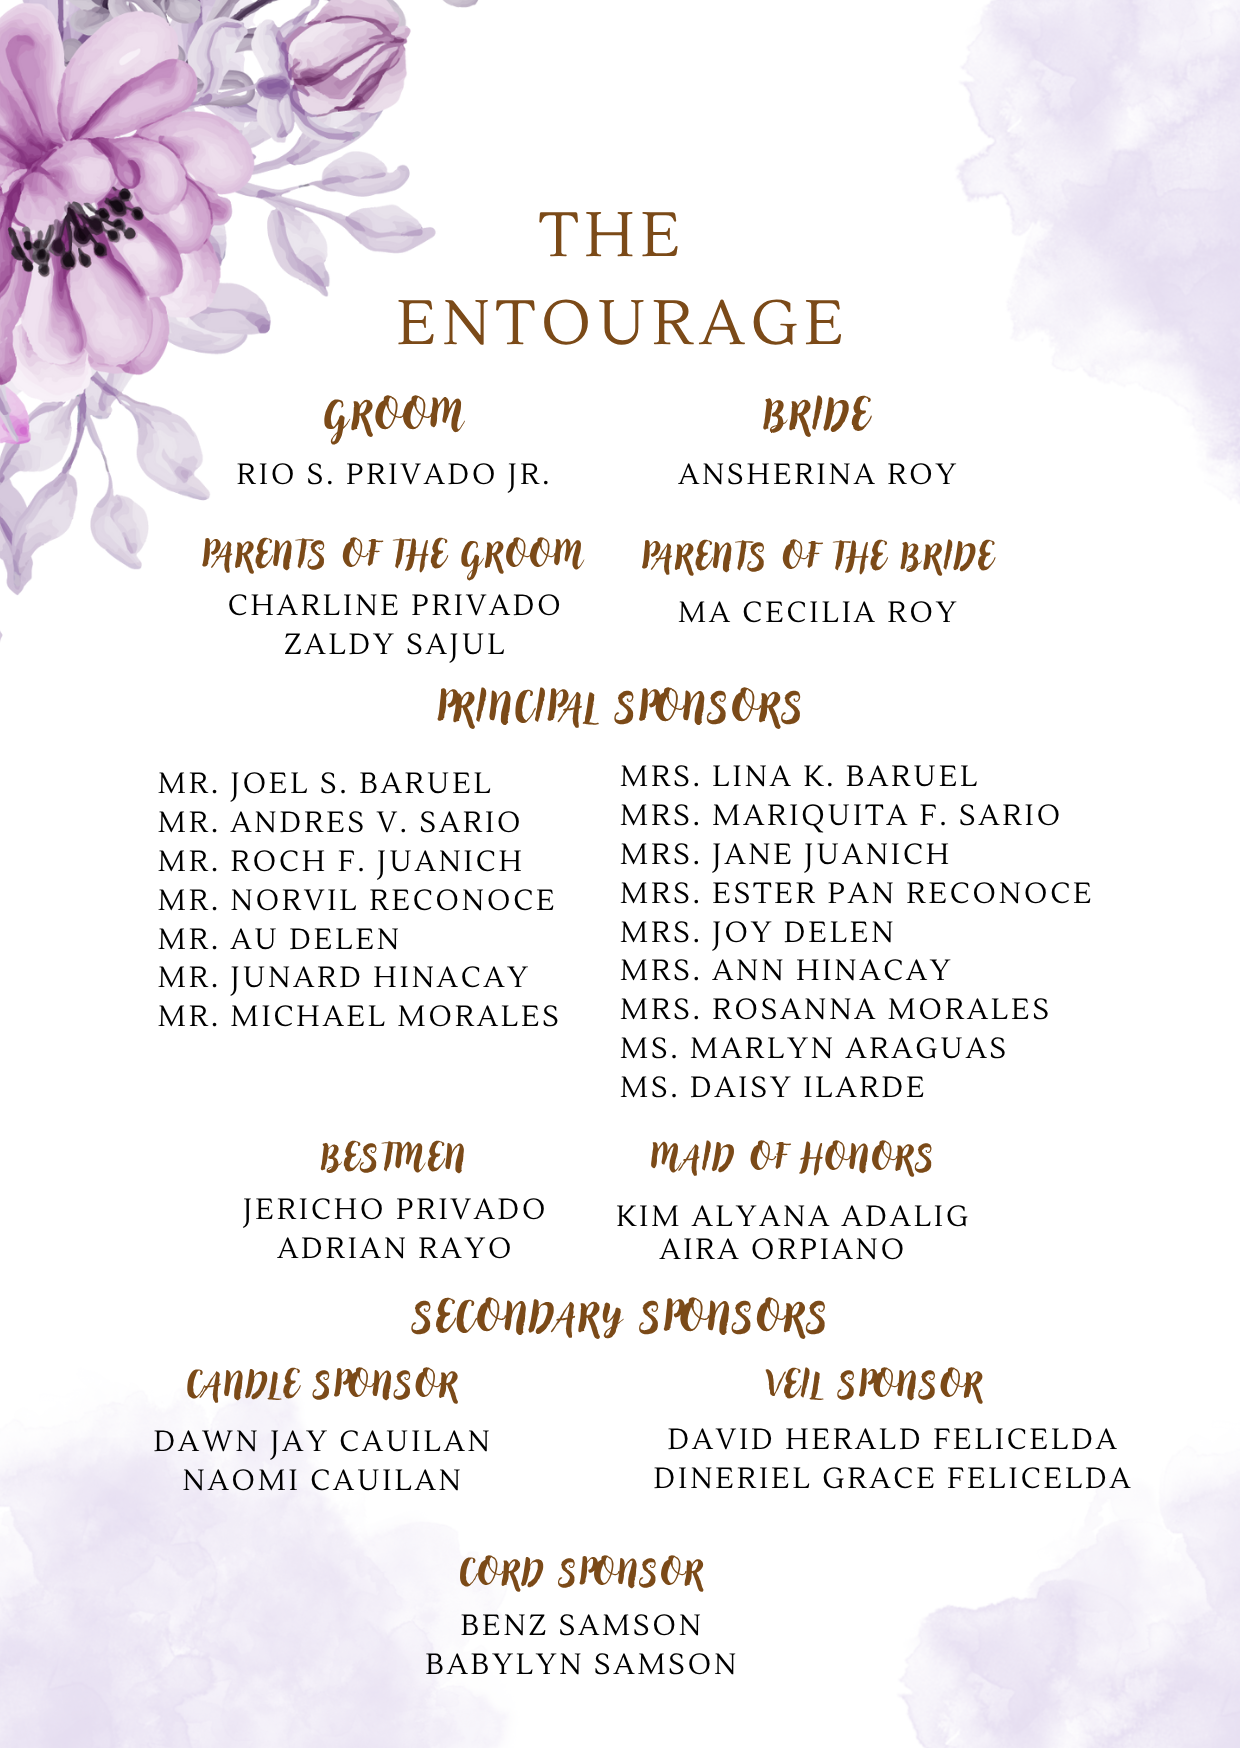 THE
ENTOURAGE
GROOM
RIO S. PRIVADO JR.
BRIDE
ANSHERINA ROY
PARENTS OF THE GROOM
CHARLINE PRIVADO
ZALDY SAJUL
PARENTS OF THE BRIDE
MA CECILIA ROY
PRINCIPAL SPONSORS
MR. JOEL S. BARUEL
MR. ANDRES V. SARIO
MR. ROCH F. JUANICH
MR. NORVIL RECONOCE
MR. AU DELEN
MR. JUNARD HINACAY
MR. MICHAEL MORALES
MRS. LINA K. BARUEL
MRS. MARIQUITA F. SARIO
MRS. JANE JUANICH
MRS. ESTER PAN RECONOCE
MRS. JOY DELEN
MRS. ANN HINACAY
MRS. ROSANNA MORALES
MS. MARLYN ARAGUAS
MS. DAISY ILARDE
BESTMEN
JERICHO PRIVADO
ADRIAN RAYO
MAID OF HONORS
KIM ALYANA ADALIG
AIRA ORPIANO
SECONDARY SPONSORS
CANDLE SPONSOR
DAWN JAY CAUILAN
NAOMI CAUILAN
VEIL SPONSOR
DAVID HERALD FELICELDA
DINERIEL GRACE FELICELDA
CORD SPONSOR
BENZ SAMSON
BABYLYN SAMSON